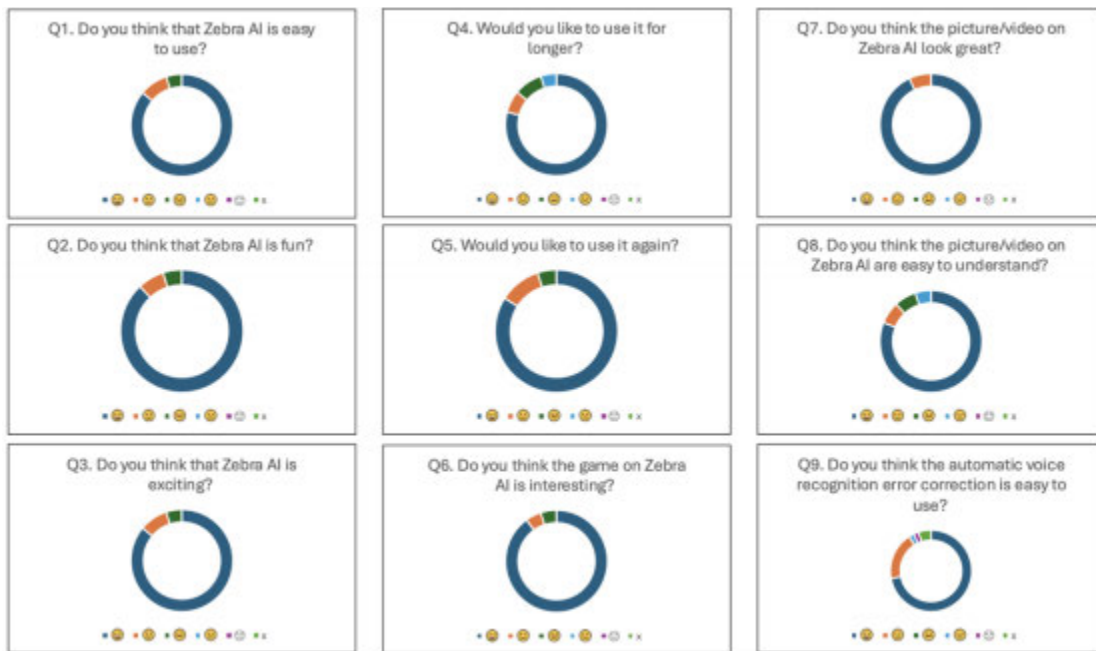 Q1. Do you think that Zebra AI is easy
to use?
x
Q4. Would you like to use it for
longer?
x
Q7. Do you think the picture/video on
Zebra AI look great?
x
Q2. Do you think that Zebra AI is fun?
x
Q5. Would you like to use it again?
x
Q8. Do you think the picture/video on
Zebra AI are easy to understand?
x
Q3. Do you think that Zebra AI is
exciting?
x
Q6. Do you think the game on Zebra
AI is interesting?
x
Q9. Do you think the automatic voice
recognition error correction is easy to
use?
x